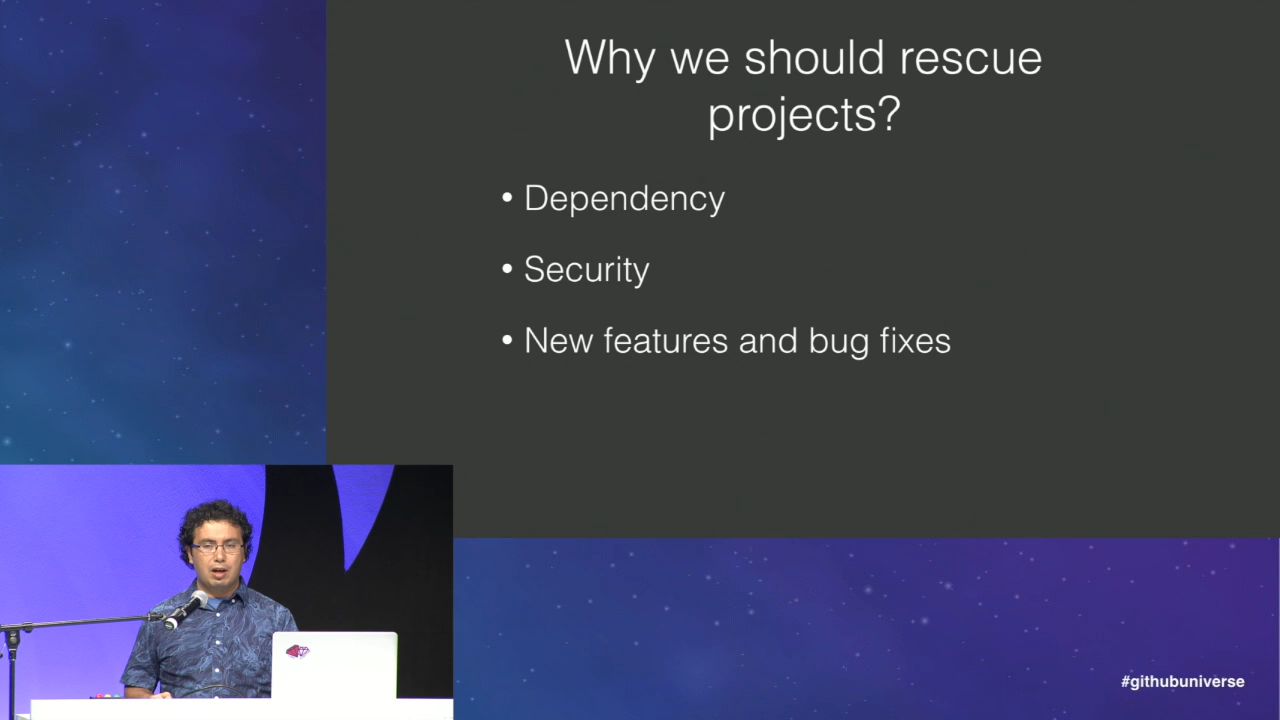 Why we should rescue
projects?
• Dependency
• Security
• New features and bug fixes
#githubuniverse